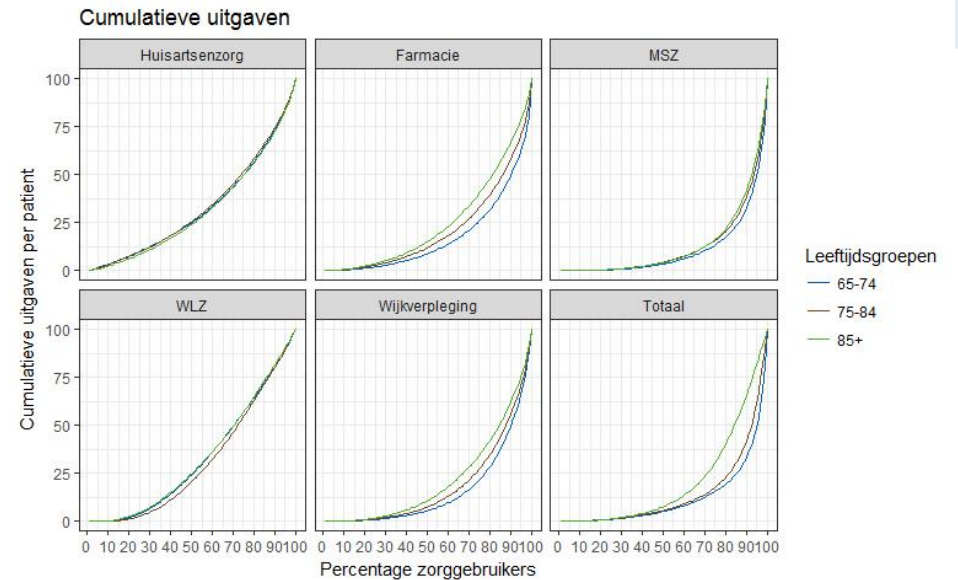 Cumulatieve uitgaven
Huisartsenzorg
Farmacie
MSZ
100
75
50
25
0
WLZ
Wijkverpleging
Totaal
100
75
50
25
0
Cumulatieve uitgaven per patient
0 10 20 30 40 50 60 70 80 90100
0 10 20 30 40 50 60 70 80 90100
0 10 20 30 40 50 60 70 80 90100
Percentage zorggebruikers
Leeftijdsgroepen
65-74
75-84
85+